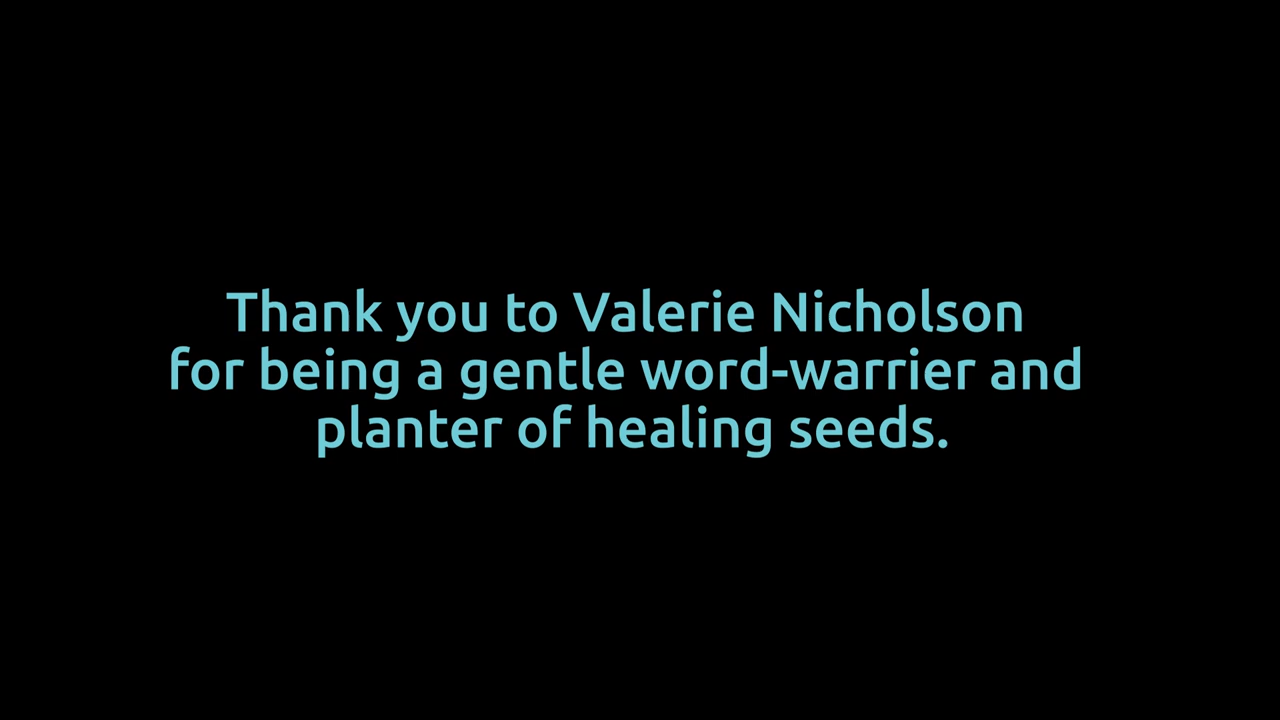 Thank you to Valerie Nicholson
for being a gentle word-warrier and
planter of healing seeds.